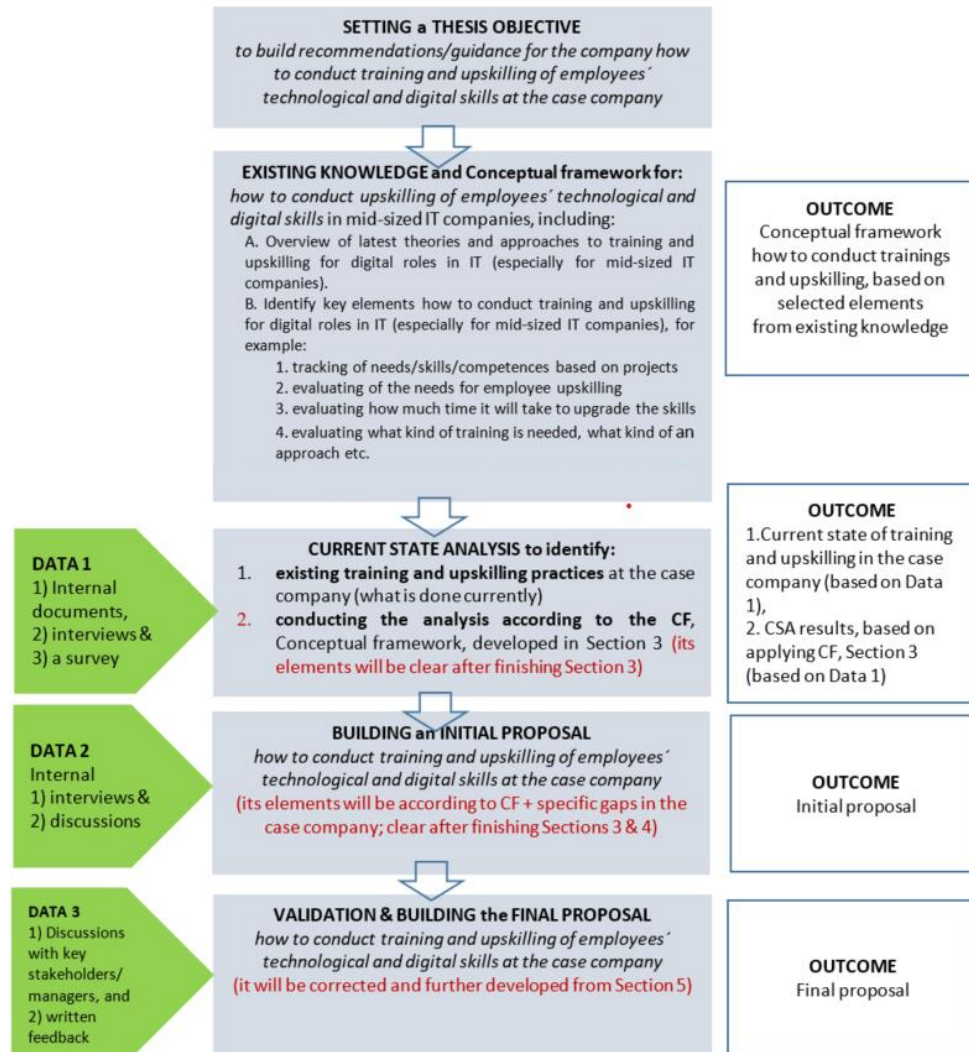 SETTING a THESIS OBJECTIVE
to build recommendations/guidance for the company how
to conduct training and upskilling of employees´
technological and digital skills at the case company
EXISTING KNOWLEDGE and Conceptual framework for:
how to conduct upskilling of employees´ technological and
digital skills in mid-sized IT companies, including:
A. Overview of latest theories and approaches to training and
upskilling for digital roles in IT (especially for mid-sized IT
companies).
B. Identify key elements how to conduct training and upskilling
for digital roles in IT (especially for mid-sized IT companies), for
example:
1. tracking of needs/skills/competences based on projects
2. evaluating of the needs for employee upskilling
3. evaluating how much time it will take to upgrade the skills
4. evaluating what kind of training is needed, what kind of an
approach etc.
OUTCOME
Conceptual framework
how to conduct trainings
and upskilling, based on
selected elements
from existing knowledge
DATA 1
1) Internal
documents,
2) interviews &
3) a survey
CURRENT STATE ANALYSIS to identify:
1. existing training and upskilling practices at the case
company (what is done currently)
2. conducting the analysis according to the CF,
Conceptual framework, developed in Section 3 (its
elements will be clear after finishing Section 3)
OUTCOME
1.Current state of training
and upskilling in the case
company (based on Data
1),
2. CSA results, based on
applying CF, Section 3
(based on Data 1)
DATA 2
Internal
1) interviews &
2) discussions
BUILDING an INITIAL PROPOSAL
how to conduct training and upskilling of employees´
technological and digital skills at the case company
(its elements will be according to CF + specific gaps in the
case company; clear after finishing Sections 3 & 4)
OUTCOME
Initial proposal
DATA 3
1) Discussions
with key
stakeholders/
managers, and
2) written
feedback
VALIDATION & BUILDING the FINAL PROPOSAL
how to conduct training and upskilling of employees´
technological and digital skills at the case company
(it will be corrected and further developed from Section 5)
OUTCOME
Final proposal